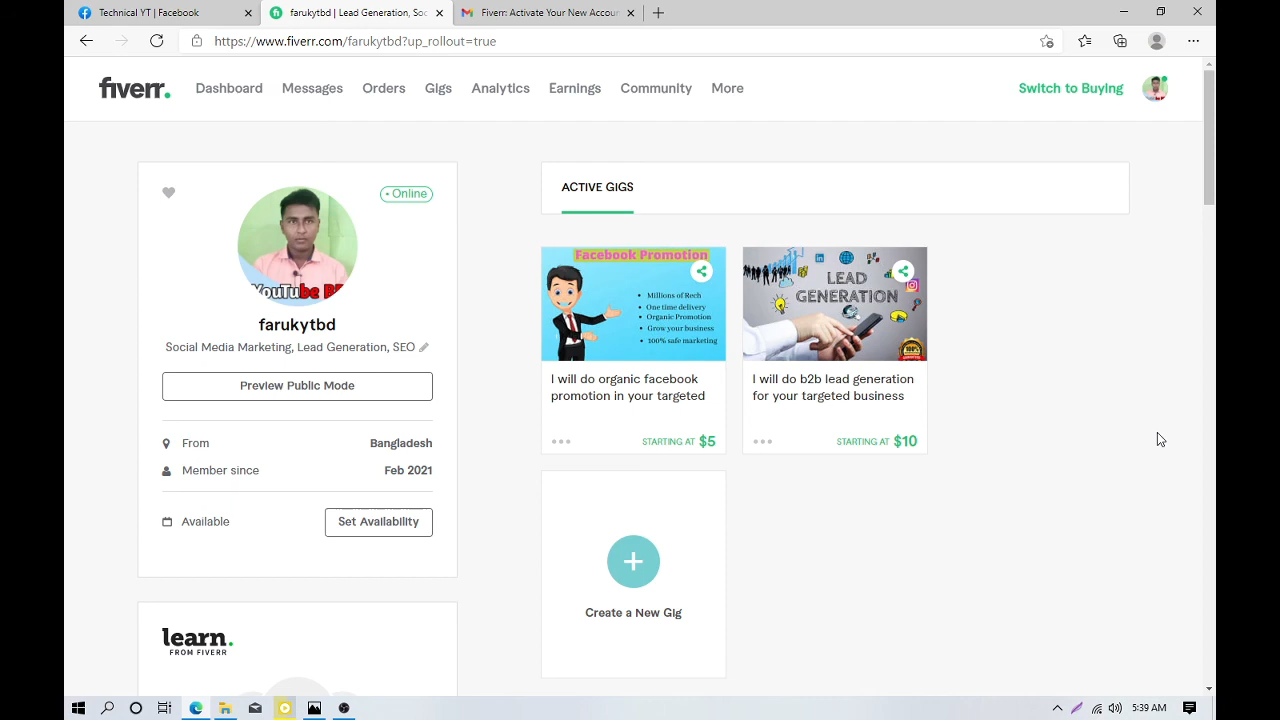 Technical YT | Facebook
farukytbd | Lead Generation, Soc
Fiverr: Activate Your New Accoun
https://www.fiverr.com/farukytbd?up_rollout=true
fiverr.
Dashboard Messages Orders Gigs Analytics Earnings Community More
Switch to Buying
• Online
YouTube
farukytbd
Social Media Marketing, Lead Generation, SEO
Preview Public Mode
From Bangladesh
Member since Feb 2021
Available Set Availability
learn.
FROM FIVERR
ACTIVE GIGS
Facebook Promotion
• Millions of Rech
One time delivery
• Organic Promotion
• Grow your business
• 100% safe marketing
I will do organic facebook
promotion in your targeted
STARTING AT $5
LEAD
GENERATION
100%
I will do b2b lead generation
for your targeted business
STARTING AT $10
Create a New Gig
5:39 AM